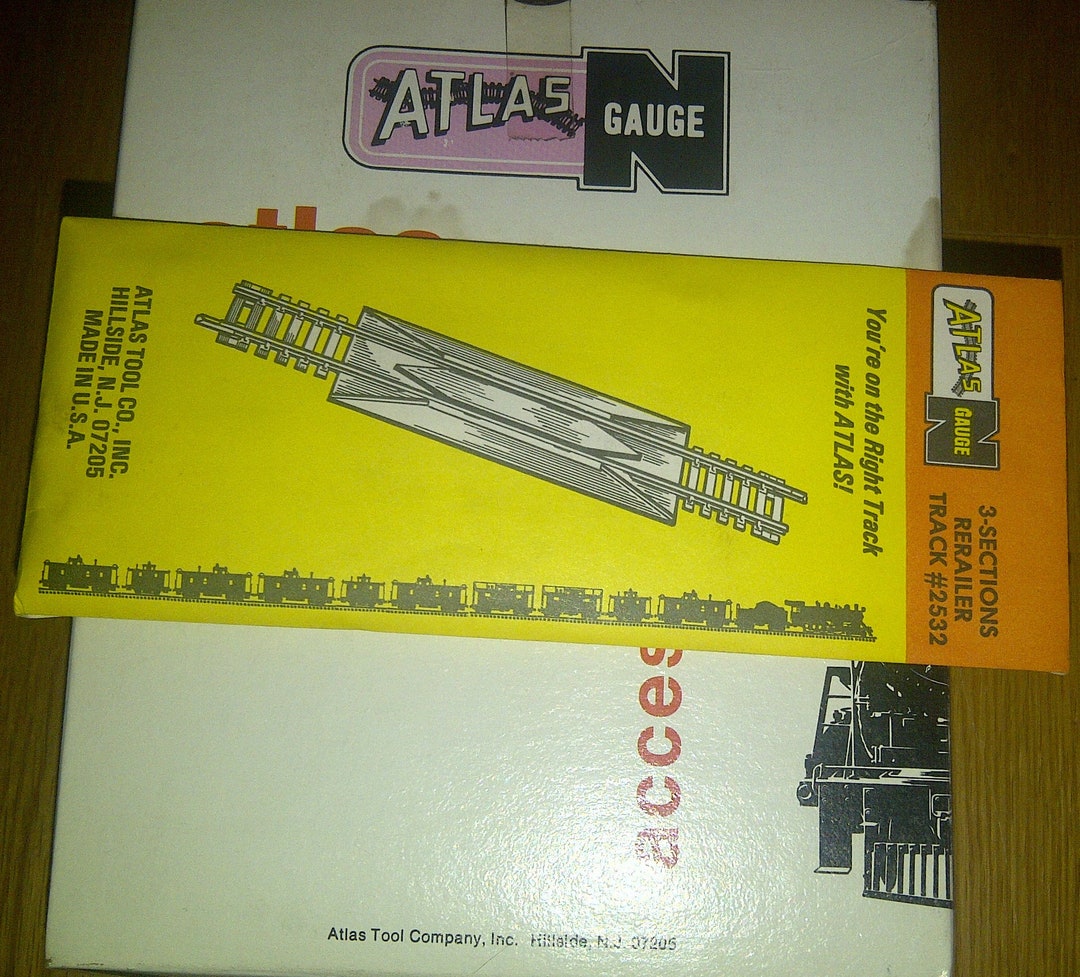 ATLAS
GAUGE
N
atlas
ATLAS TOOL CO., INC.
HILLSIDE, N.J. 07205
MADE IN U.S.A.
You're on the Right Track
with ATLAS!
ATLAS
N
GAUGE
3-SECTIONS
RERAILER
TRACK #2532
acces
Atlas Tool Company, Inc. Hillside, N.J. 07205